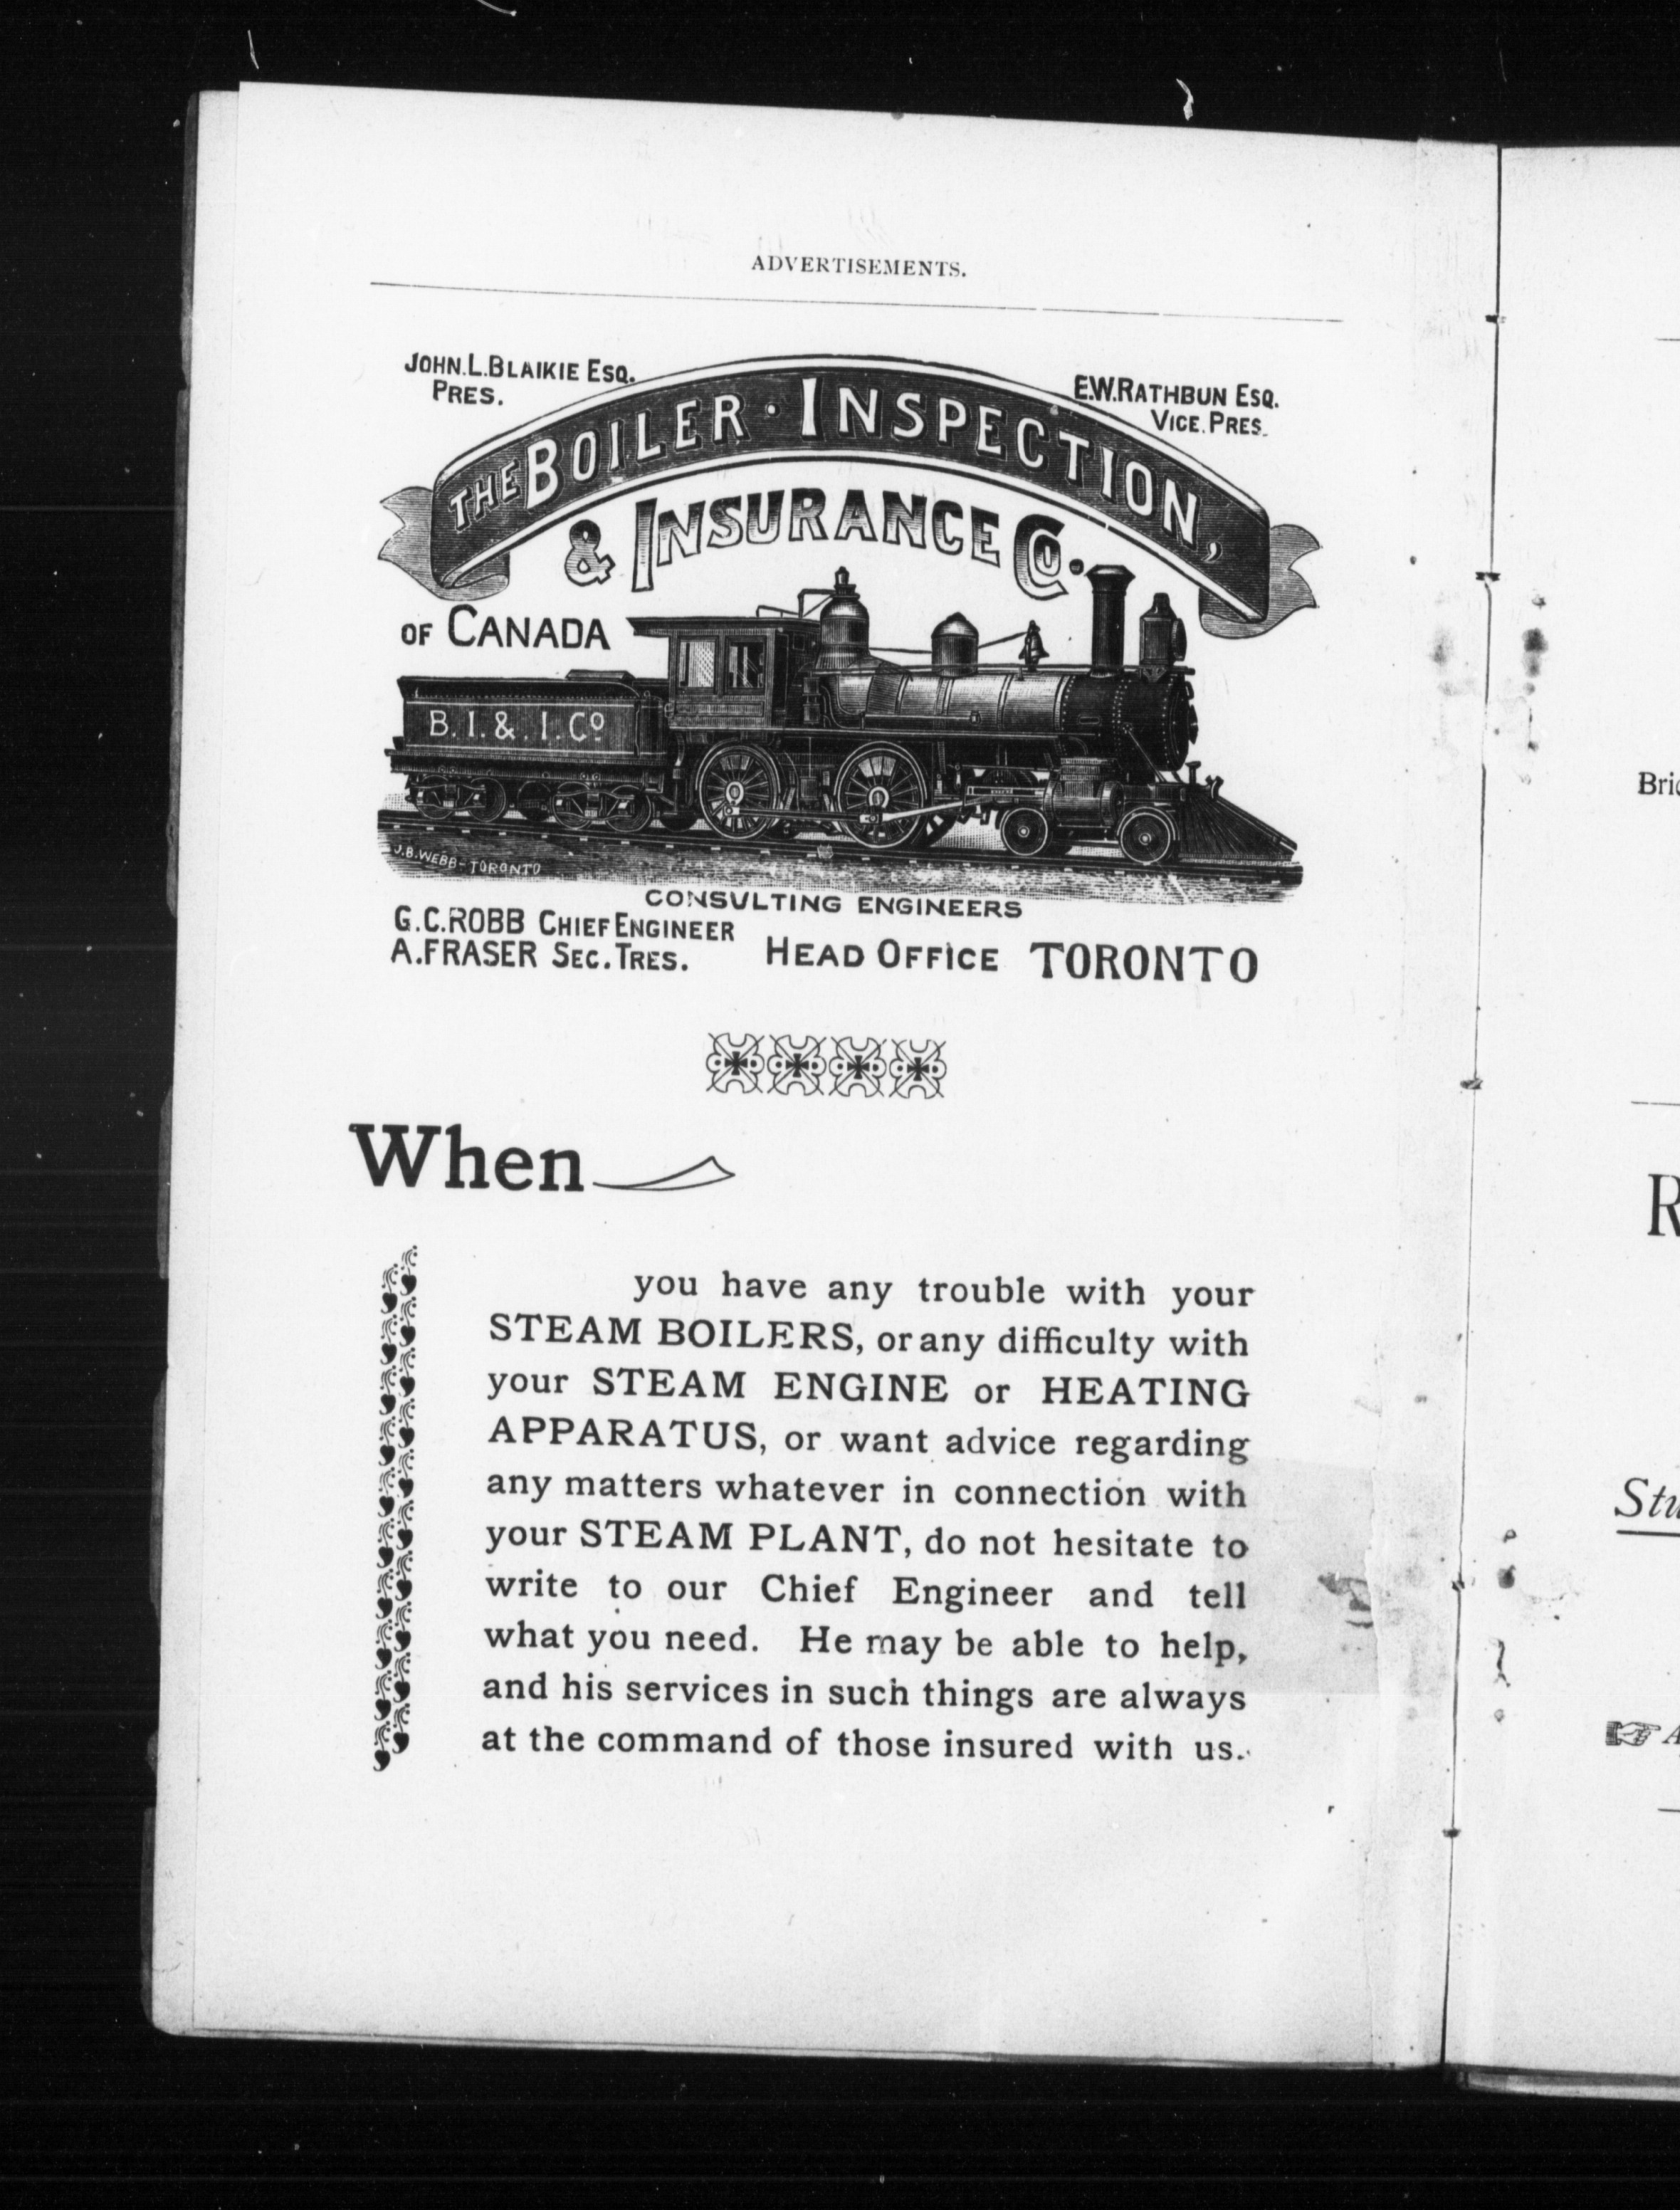 ADVERTISEMENTS.
JOHN.L.BLAIKIE ESQ.
PRES.
E.W.RATHBUN ESQ.
VICE.PRES.
THE BOILER · INSPECTION,
& INSURANCE Co.
OF CANADA
B.I.&.I.Co
J.B.WEBB-TORONTO
CONSULTING ENGINEERS
G.C.ROBB CHIEF ENGINEER
A.FRASER SEC.TRES.
HEAD OFFICE TORONTO
When
you have any trouble with your
STEAM BOILERS, or any difficulty with
your STEAM ENGINE or HEATING
APPARATUS, or want advice regarding
any matters whatever in connection with
your STEAM PLANT, do not hesitate to
write to our Chief Engineer and tell
what you need. He may be able to help,
and his services in such things are always
at the command of those insured with us.